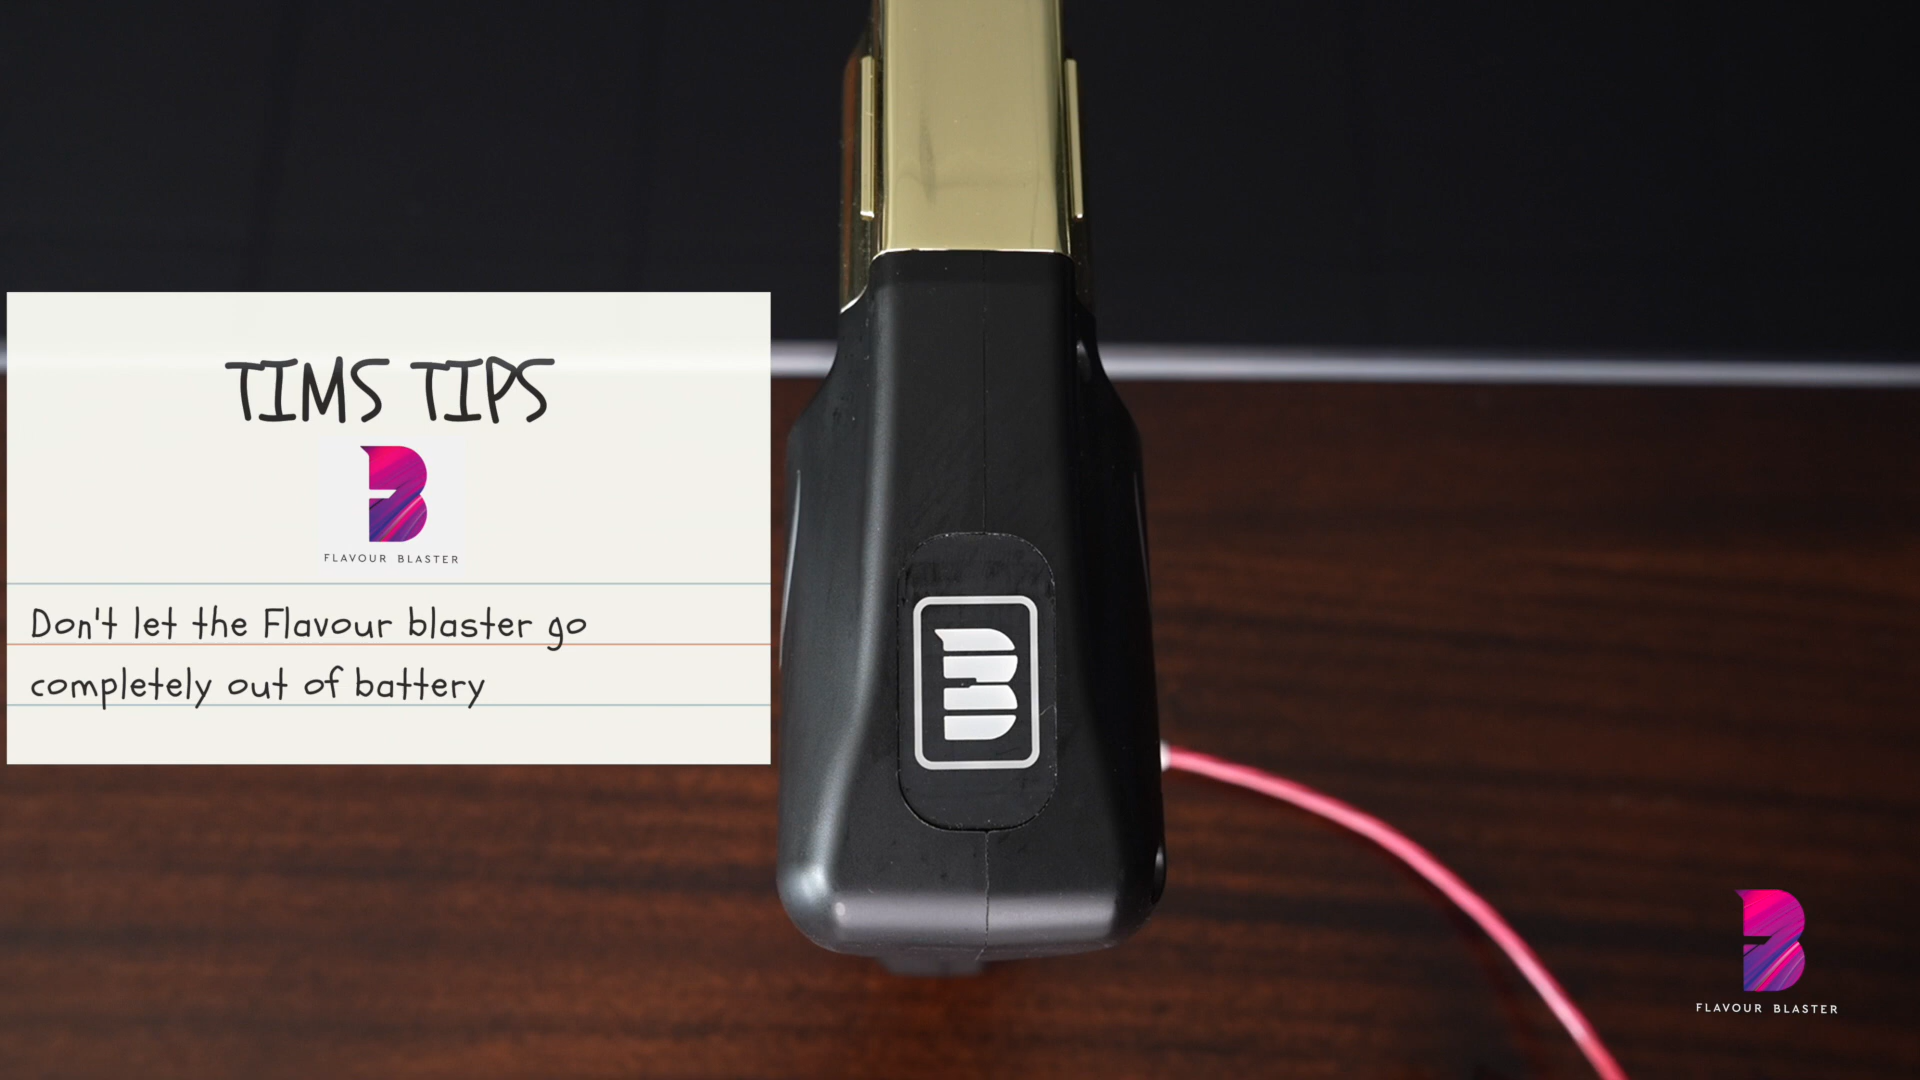 TIMS TIPS
FLAVOUR BLASTER
Don't let the Flavour blaster go
completely out of battery
FLAVOUR BLASTER